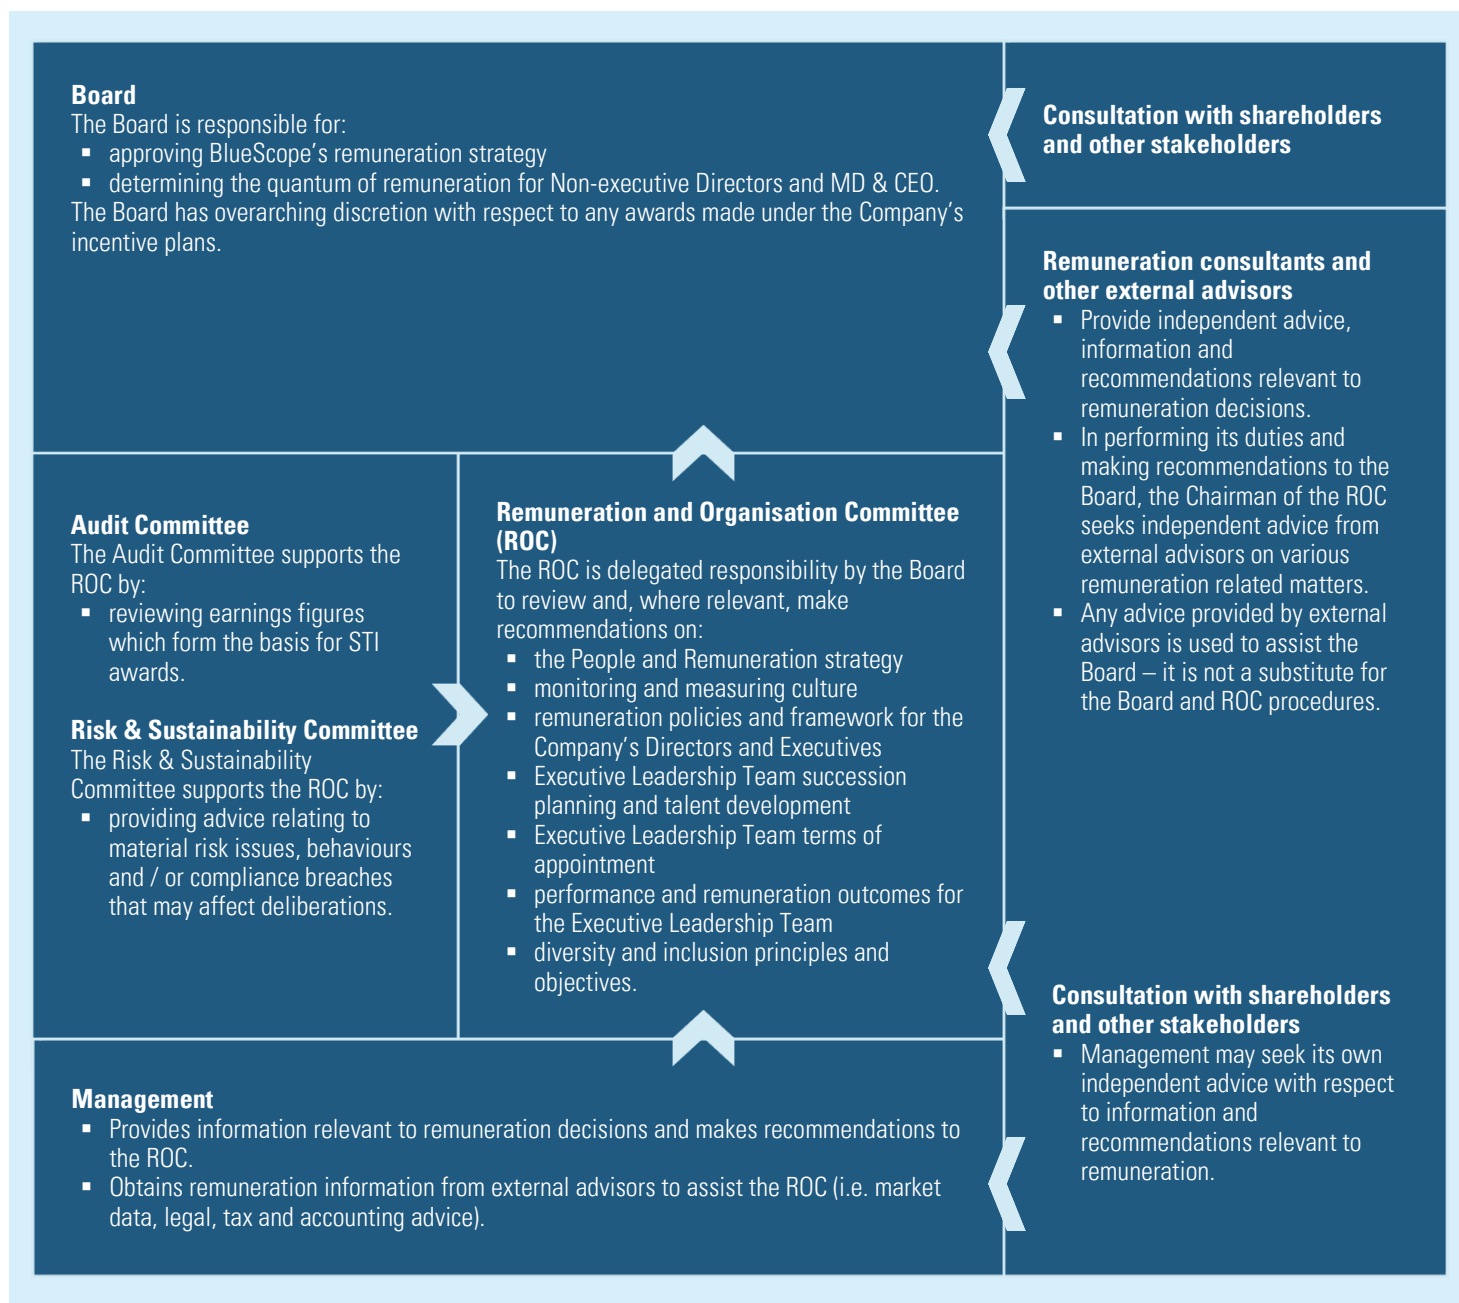 Board
The Board is responsible for:
▪ approving BlueScope's remuneration strategy
▪ determining the quantum of remuneration for Non-executive Directors and MD & CEO.
The Board has overarching discretion with respect to any awards made under the Company's
incentive plans.
Consultation with shareholders
and other stakeholders
Remuneration consultants and
other external advisors
▪ Provide independent advice,
information and
recommendations relevant to
remuneration decisions.
▪ In performing its duties and
making recommendations to the
Board, the Chairman of the ROC
seeks independent advice from
external advisors on various
remuneration related matters.
▪ Any advice provided by external
advisors is used to assist the
Board – it is not a substitute for
the Board and ROC procedures.
Audit Committee
The Audit Committee supports the
ROC by:
▪ reviewing earnings figures
which form the basis for STI
awards.
Risk & Sustainability Committee
The Risk & Sustainability
Committee supports the ROC by:
▪ providing advice relating to
material risk issues, behaviours
and / or compliance breaches
that may affect deliberations.
Remuneration and Organisation Committee
(ROC)
The ROC is delegated responsibility by the Board
to review and, where relevant, make
recommendations on:
▪ the People and Remuneration strategy
▪ monitoring and measuring culture
▪ remuneration policies and framework for the
Company's Directors and Executives
▪ Executive Leadership Team succession
planning and talent development
▪ Executive Leadership Team terms of
appointment
▪ performance and remuneration outcomes for
the Executive Leadership Team
▪ diversity and inclusion principles and
objectives.
Consultation with shareholders
and other stakeholders
▪ Management may seek its own
independent advice with respect
to information and
recommendations relevant to
remuneration.
Management
▪ Provides information relevant to remuneration decisions and makes recommendations to
the ROC.
▪ Obtains remuneration information from external advisors to assist the ROC (i.e. market
data, legal, tax and accounting advice).